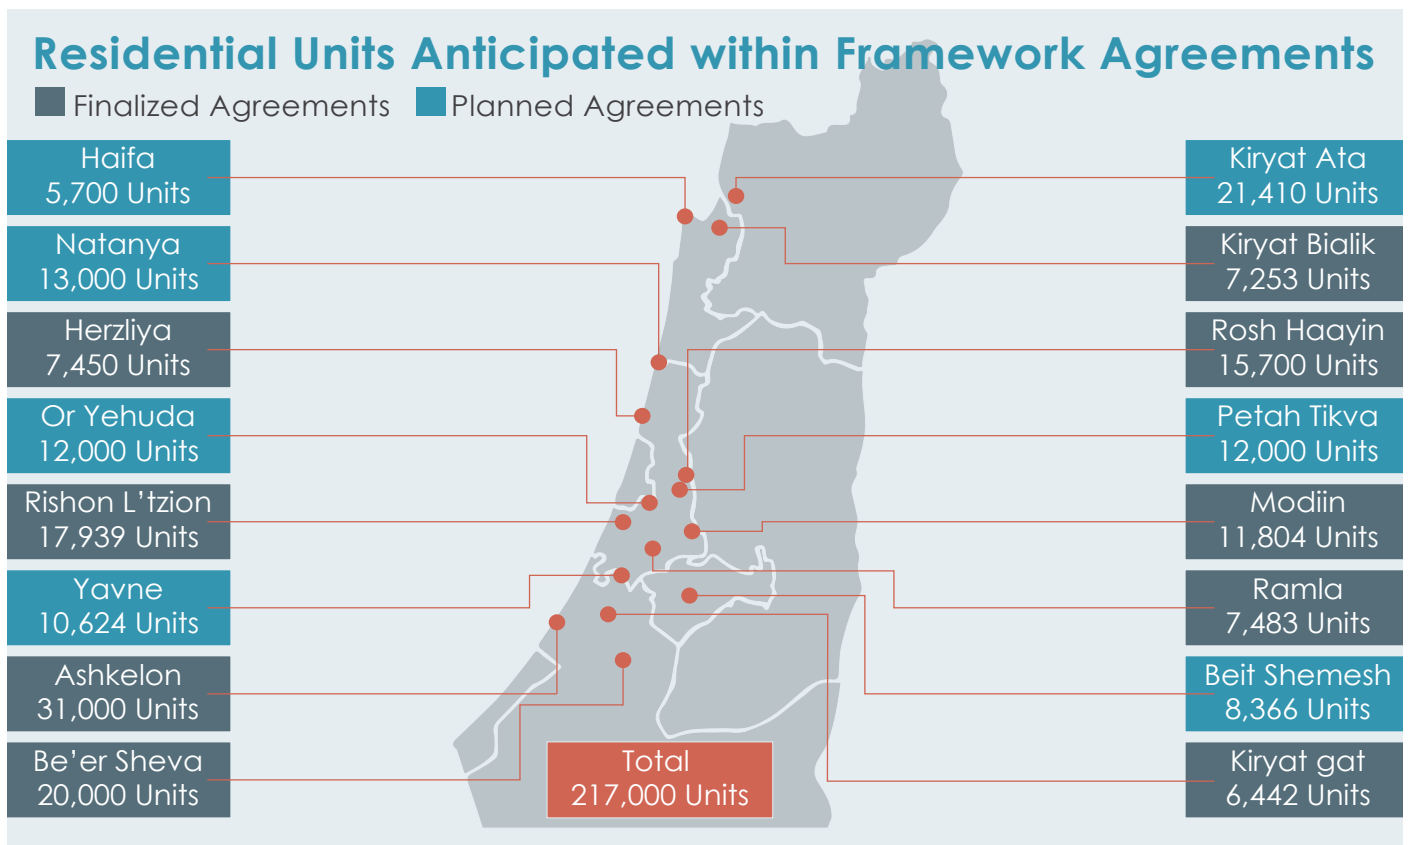 Residential Units Anticipated within Framework Agreements
Finalized Agreements
Planned Agreements
Haifa
5,700 Units
Natanya
13,000 Units
Herzliya
7,450 Units
Or Yehuda
12,000 Units
Rishon L’tzion
17,939 Units
Yavne
10,624 Units
Ashkelon
31,000 Units
Be’er Sheva
20,000 Units
Kiryat Ata
21,410 Units
Kiryat Bialik
7,253 Units
Rosh Haayin
15,700 Units
Petah Tikva
12,000 Units
Modiin
11,804 Units
Ramla
7,483 Units
Beit Shemesh
8,366 Units
Kiryat gat
6,442 Units
Total
217,000 Units